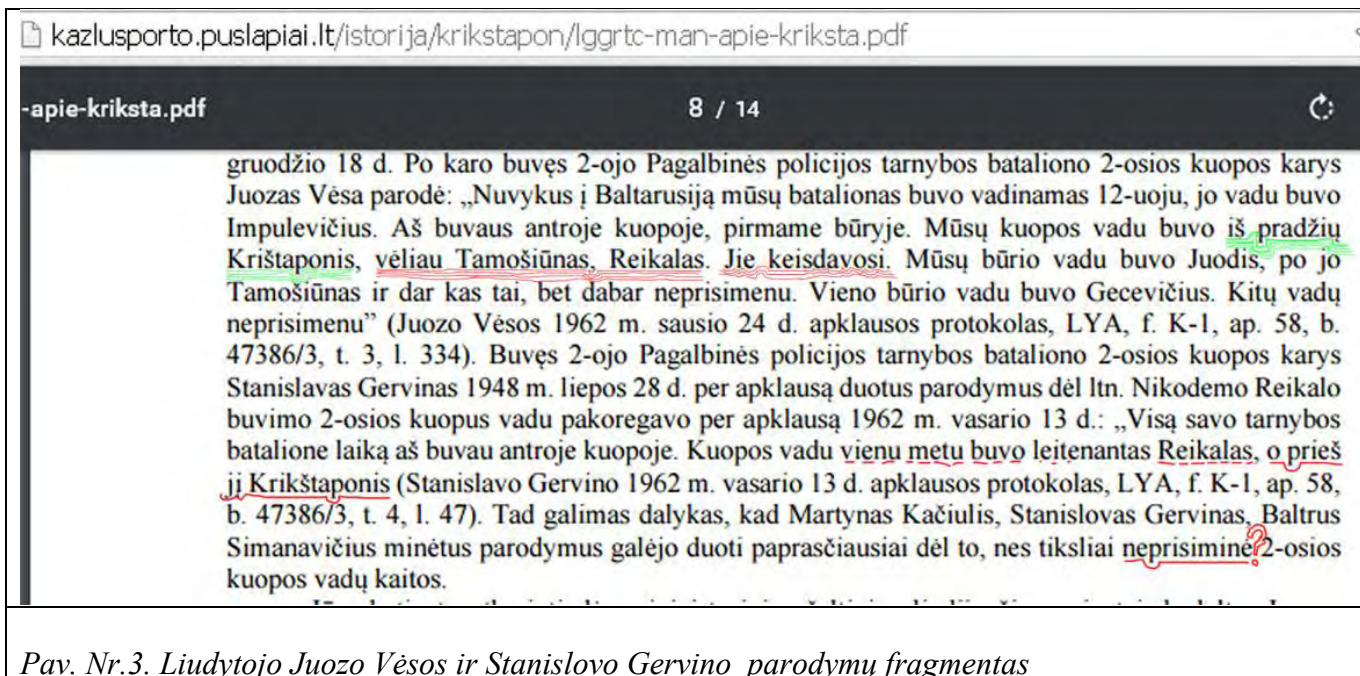 kazlusporto.puslapiai.lt/istorija/krikstapon/lggrtc-man-apie-kriksta.pdf
-apie-kriksta.pdf 8 / 14
gruodžio 18 d. Po karo buvęs 2-ojo Pagalbinės policijos tarnybos bataliono 2-osios kuopos karys
Juozas Vėsa parodė: „Nuvykus į Baltarusiją mūsų batalionas buvo vadinamas 12-uoju, jo vadu buvo
Impulevičius. Aš buvaus antroje kuopoje, pirmame būryje. Mūsų kuopos vadu buvo iš pradžių
Krištaponis, vėliau Tamošiūnas, Reikalas. Jie keisdavosi. Mūsų būrio vadu buvo Juodis, po jo
Tamošiūnas ir dar kas tai, bet dabar neprisimenu. Vieno būrio vadu buvo Gecevičius. Kitų vadų
neprisimenu” (Juozo Vėsos 1962 m. sausio 24 d. apklausos protokolas, LYA, f. K-1, ap. 58, b.
47386/3, t. 3, l. 334). Buvęs 2-ojo Pagalbinės policijos tarnybos bataliono 2-osios kuopos karys
Stanislavas Gervinas 1948 m. liepos 28 d. per apklausą duotus parodymus dėl ltn. Nikodemo Reikalo
buvimo 2-osios kuopus vadu pakoregavo per apklausą 1962 m. vasario 13 d.: „Visą savo tarnybos
batalione laiką aš buvau antroje kuopoje. Kuopos vadu vienu metu buvo leitenantas Reikalas, o prieš
jį Krikštaponis (Stanislavo Gervino 1962 m. vasario 13 d. apklausos protokolas, LYA, f. K-1, ap. 58,
b. 47386/3, t. 4, l. 47). Tad galimas dalykas, kad Martynas Kačiulis, Stanislovas Gervinas, Baltrus
Simanavičius minėtus parodymus galėjo duoti paprasčiausiai dėl to, nes tiksliai neprisiminė ? 2-osios
kuopos vadų kaitos.
Pav. Nr.3. Liudytojo Juozo Vėsos ir Stanislovo Gervino parodymų fragmentas